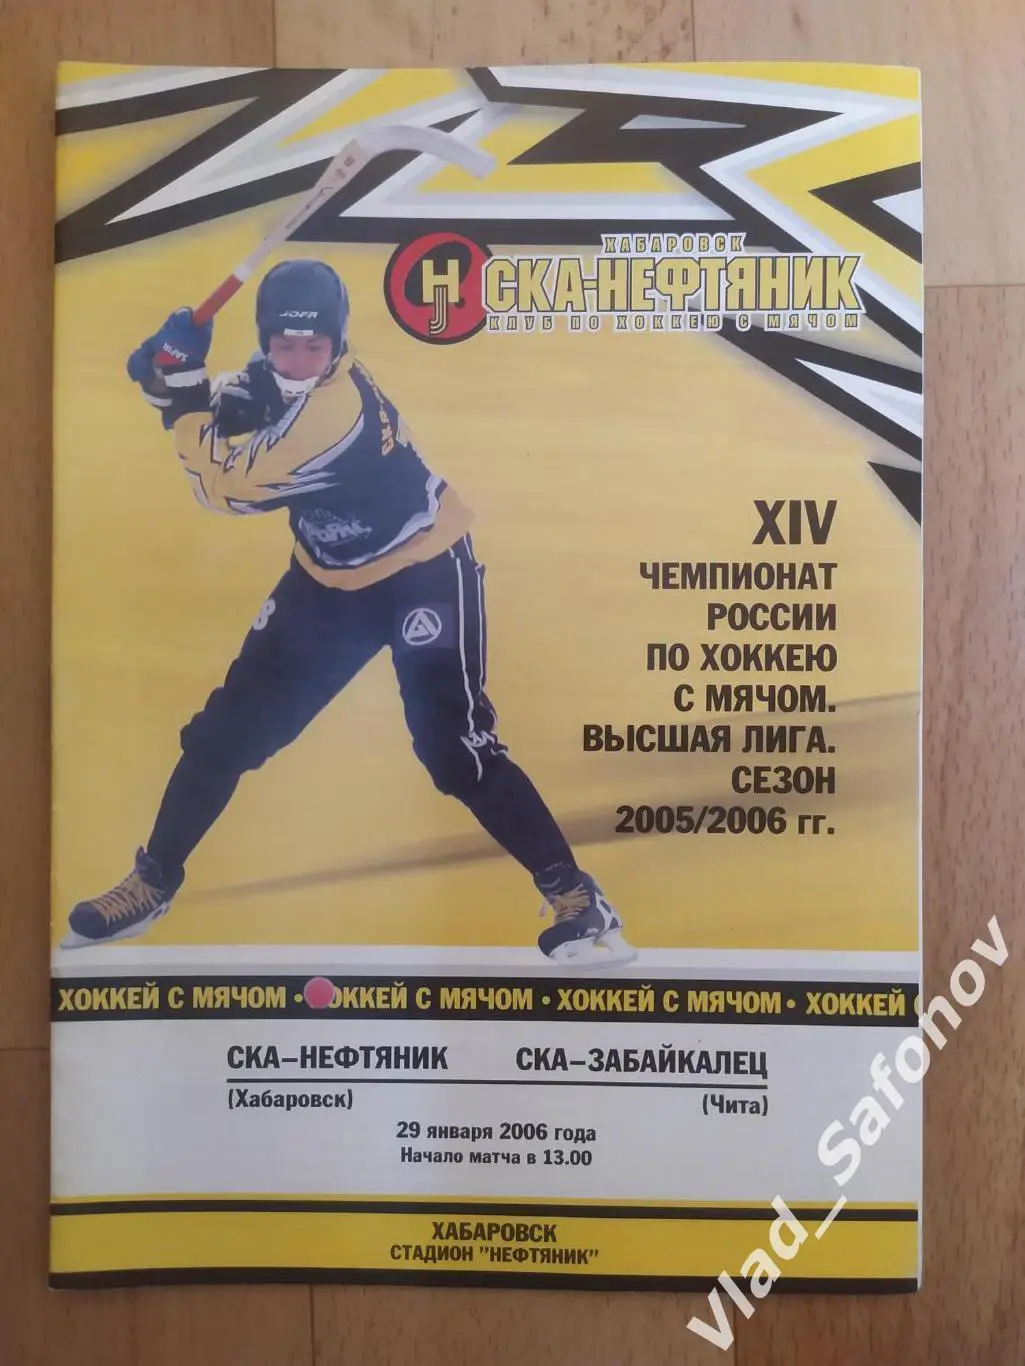 ХАБАРОВСК
СКА-НЕФТЯНИК
КЛУБ ПО ХОККЕЮ С МЯЧОМ
JOFA
XIV
ЧЕМПИОНАТ
РОССИИ
ПО ХОККЕЮ
С МЯЧОМ.
ВЫСШАЯ ЛИГА.
СЕЗОН
2005/2006 гг.
8
ХОККЕЙ С МЯЧОМ • ОККЕЙ С МЯЧОМ • ХОККЕЙ С МЯЧОМ • ХОККЕЙ С
СКА–НЕФТЯНИК СКА–ЗАБАЙКАЛЕЦ
(Хабаровск) (Чита)
29 января 2006 года
Начало матча в 13.00
ХАБАРОВСК
СТАДИОН "НЕФТЯНИК"
Vlad_Safonov